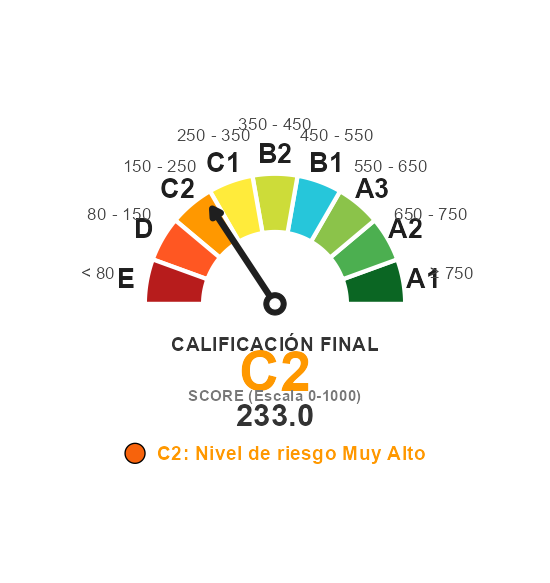 350 - 450
250 - 350
450 - 550
B2
C1
B1
150 - 250
550 - 650
C2
A3
80 - 150
650 - 750
D
A2
< 80
E
A1
≥ 750
CALIFICACIÓN FINAL
C2
SCORE (Escala 0-1000)
233.0
C2: Nivel de riesgo Muy Alto